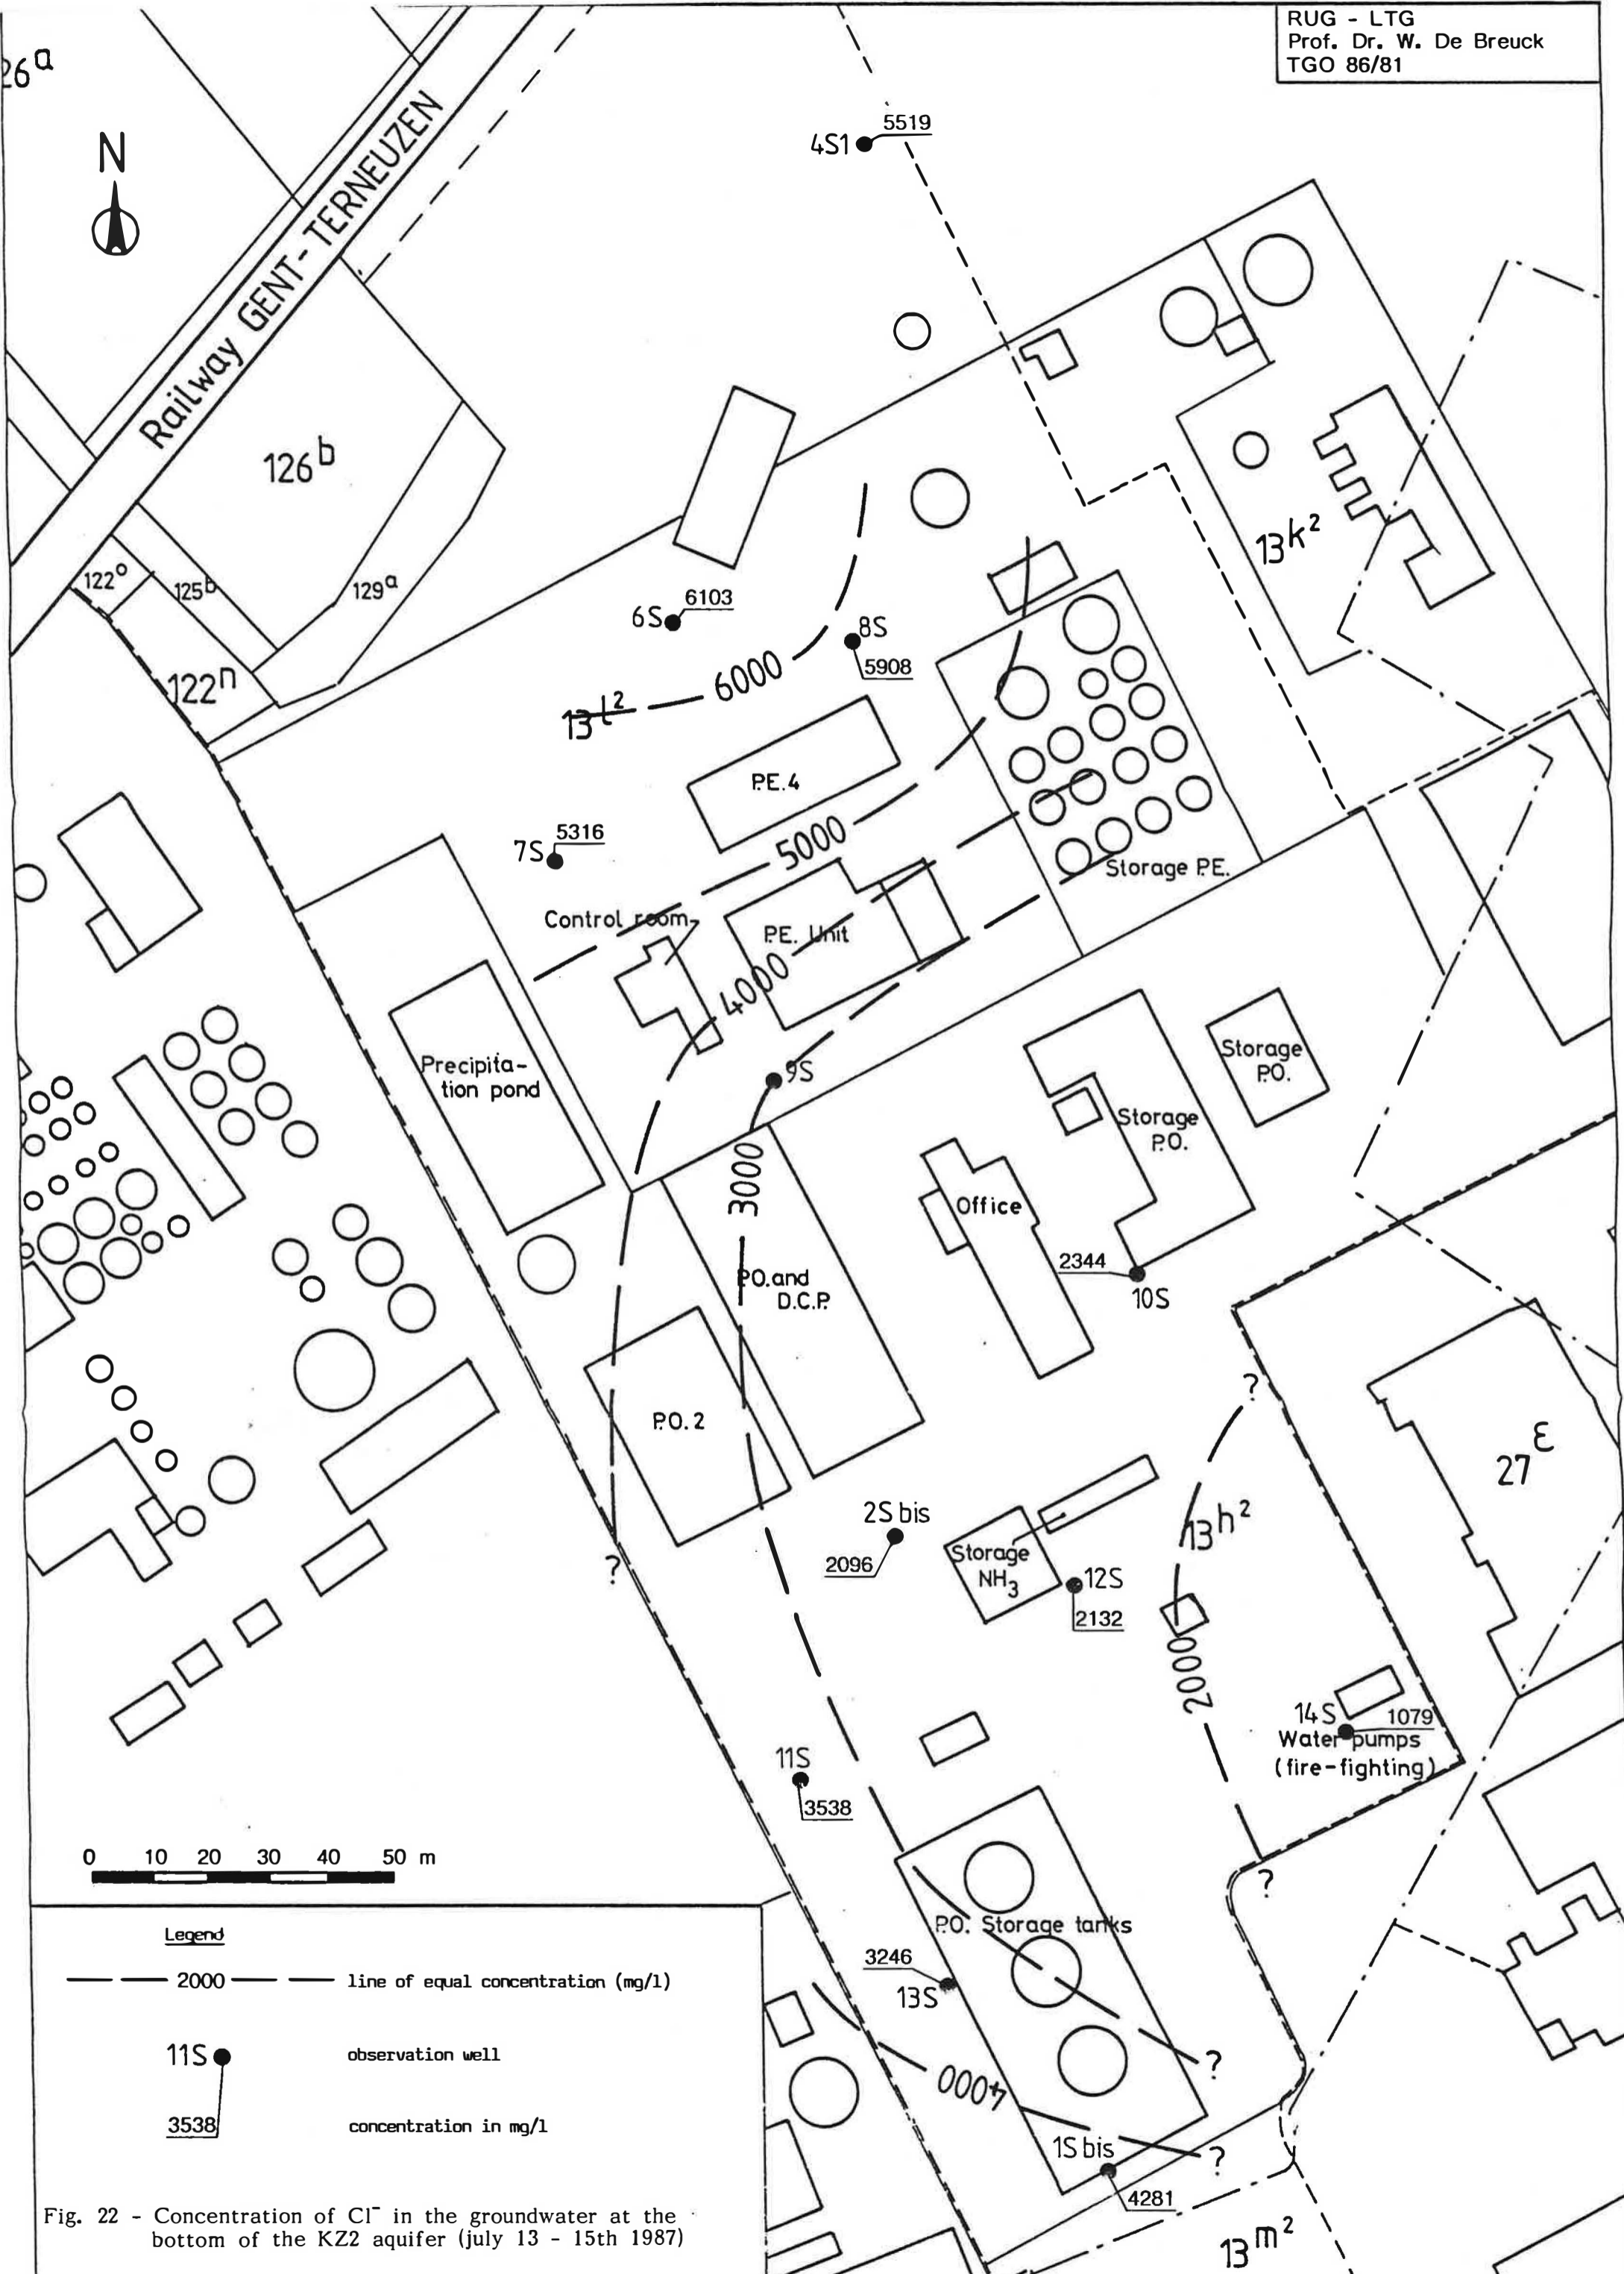 RUG - LTG
Prof. Dr. W. De Breuck
TGO 86/81
26a
N
Railway GENT-TERNEUZEN
4S1
5519
126b
13k²
122o
125b
129a
122n
6S
6103
8S
5908
13l²
6000
P.E.4
7S
5316
5000
Storage P.E.
Control room
P.E. Unit
4000
Precipita-
tion pond
9S
Storage
P.O.
Storage
P.O.
3000
Office
2344
10S
P.O. and
D.C.P.
P.O.2
?
27E
13h²
2S bis
2096
Storage
NH3
12S
2132
?
2000
14S
1079
Water pumps
(fire-fighting)
11S
3538
?
0 10 20 30 40 50 m
P.O. Storage tanks
3246
13S
?
4000
1S bis
?
4281
13m²
Legend
2000 line of equal concentration (mg/l)
11S observation well
3538 concentration in mg/l
Fig. 22 - Concentration of Cl⁻ in the groundwater at the
bottom of the KZ2 aquifer (july 13 - 15th 1987)